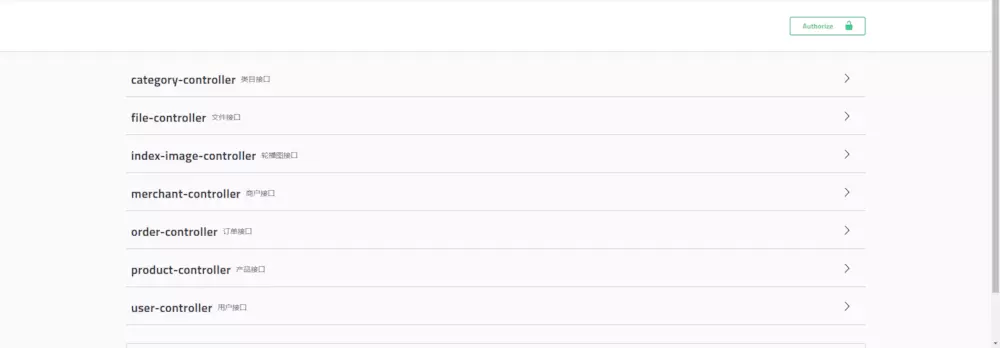 Authorize
category-controller 类目接口
file-controller 文件接口
index-image-controller 轮播图接口
merchant-controller 商户接口
order-controller 订单接口
product-controller 产品接口
user-controller 用户接口